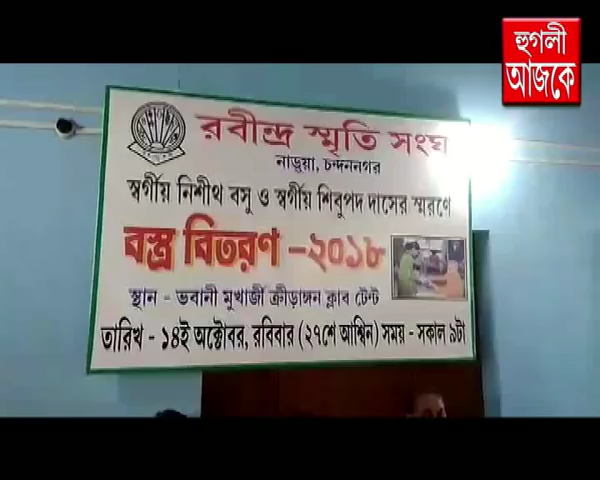 হুগলী
আজকে
রবীন্দ্র স্মৃতি সংঘ
নাড়ুয়া, চন্দননগর
স্বর্গীয় নিশীথ বসু ও স্বর্গীয় শিবুপদ দাসের স্মরণে
বস্ত্র বিতরণ -২০১৮
স্থান - ভবানী মুখার্জী ক্রীড়াঙ্গন ক্লাব টেন্ট
তারিখ - ১৪ই অক্টোবর, রবিবার (২৭শে আশ্বিন) সময় - সকাল ৯টা